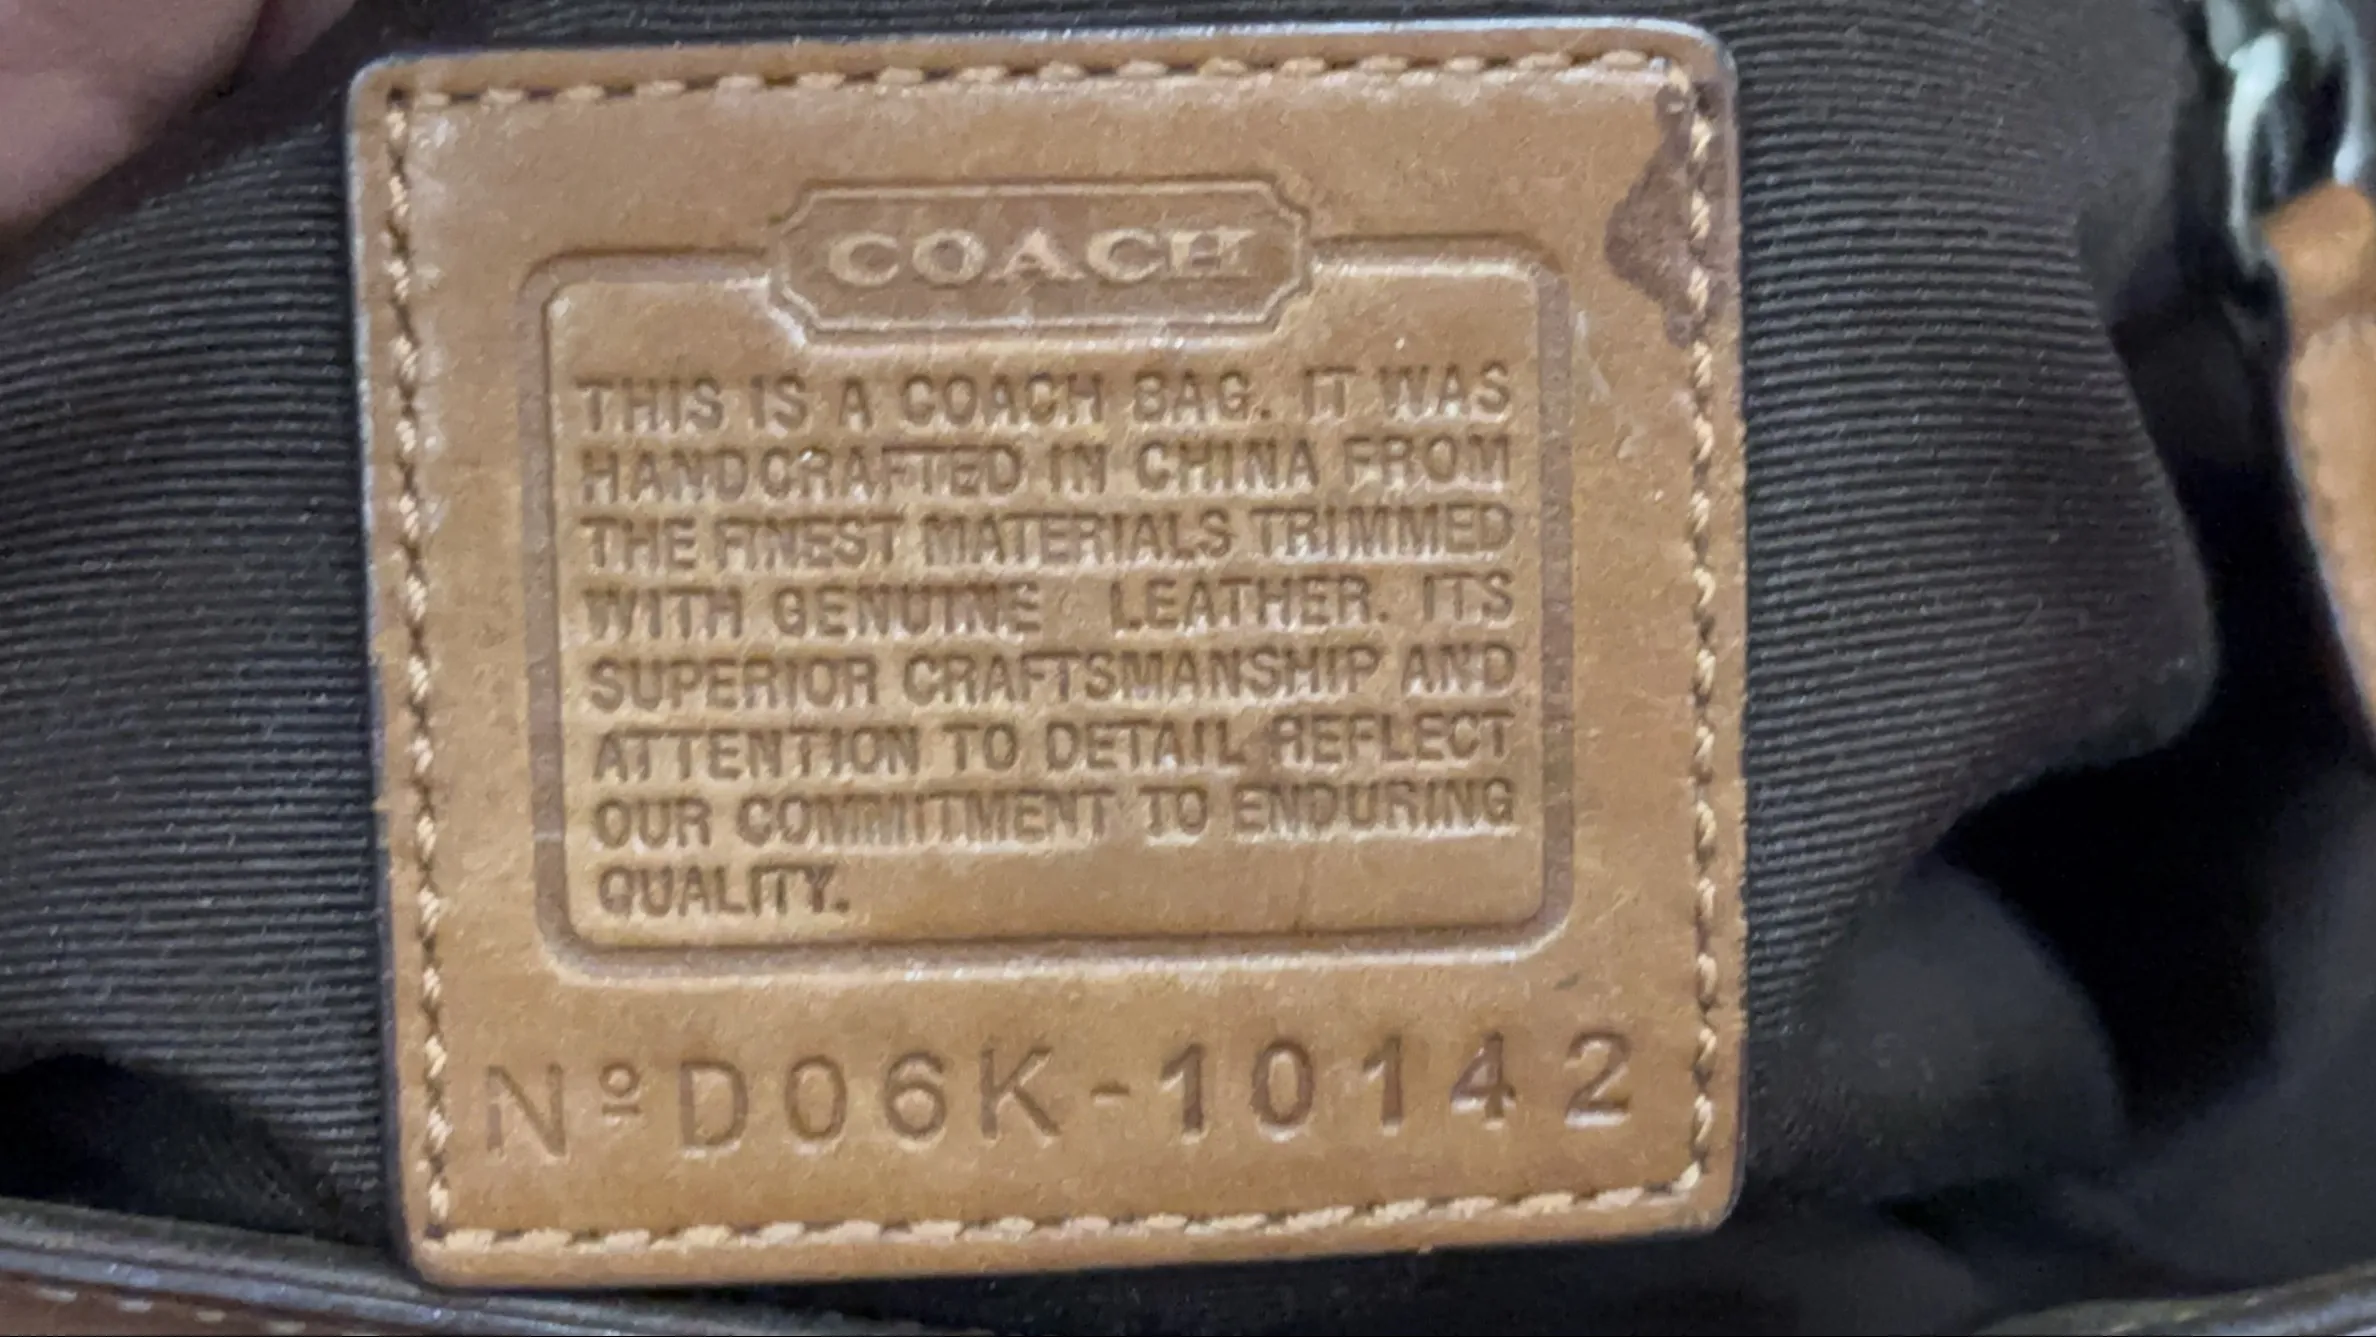 COACH
THIS IS A COACH BAG. IT WAS
HANDCRAFTED IN CHINA FROM
THE FINEST MATERIALS TRIMMED
WITH GENUINE LEATHER. ITS
SUPERIOR CRAFTSMANSHIP AND
ATTENTION TO DETAIL REFLECT
OUR COMMITMENT TO ENDURING
QUALITY.
Nº D06K-10142